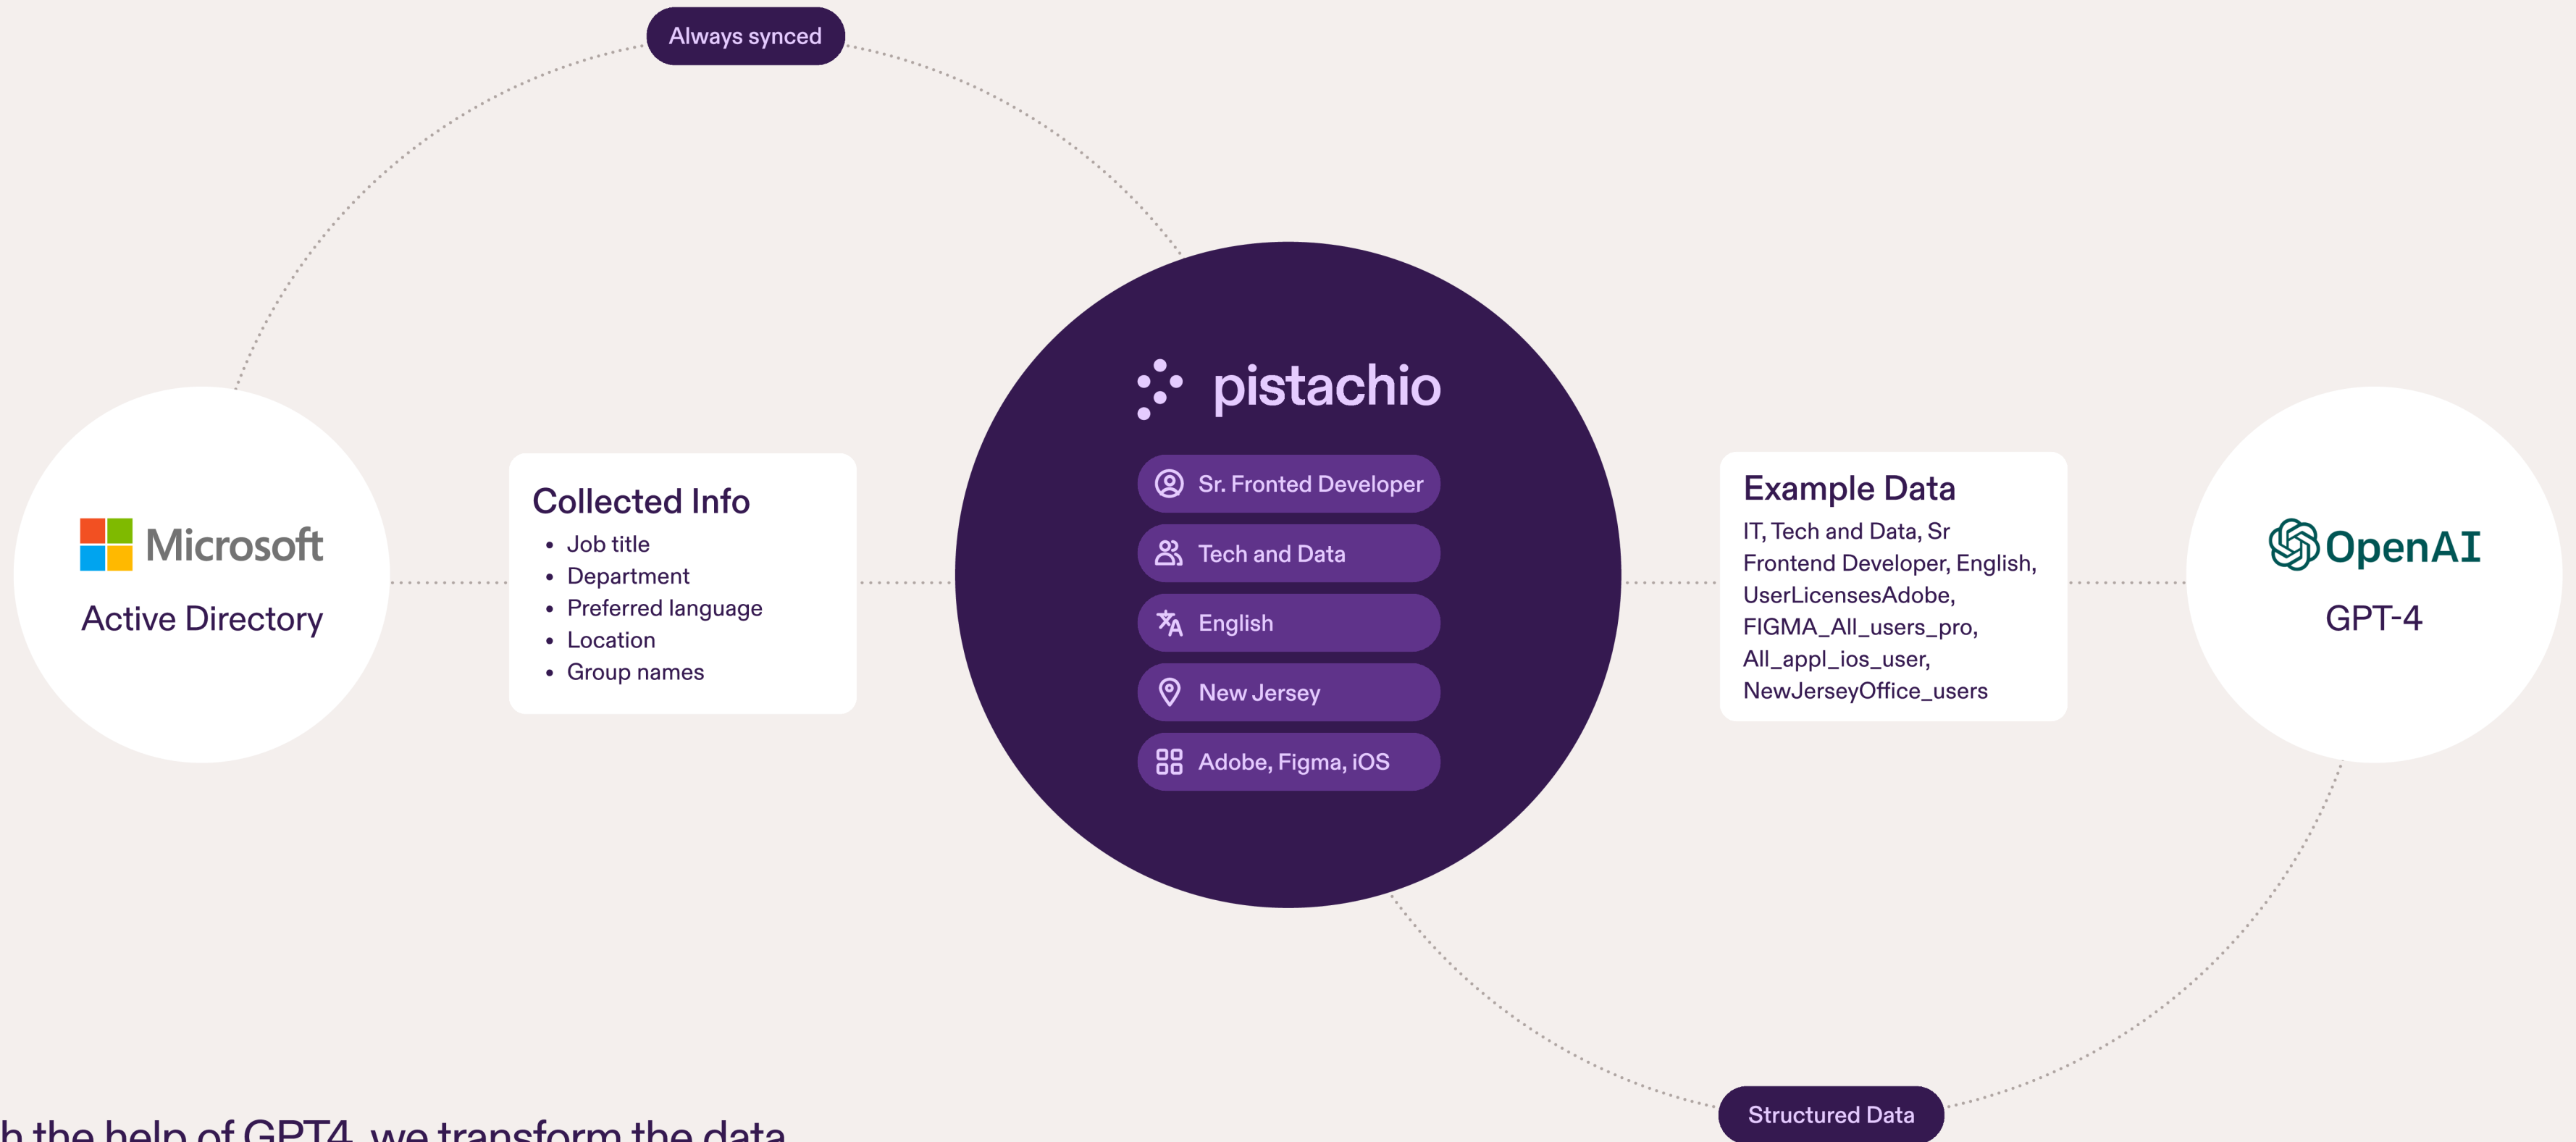 Always synced
Microsoft
Active Directory
Collected Info
• Job title
• Department
• Preferred language
• Location
• Group names
pistachio
Sr. Fronted Developer
Tech and Data
English
New Jersey
Adobe, Figma, iOS
Example Data
IT, Tech and Data, Sr
Frontend Developer, English,
UserLicensesAdobe,
FIGMA_All_users_pro,
All_appl_ios_user,
NewJerseyOffice_users
OpenAI
GPT-4
Structured Data
h the help of GPT4, we transform the data